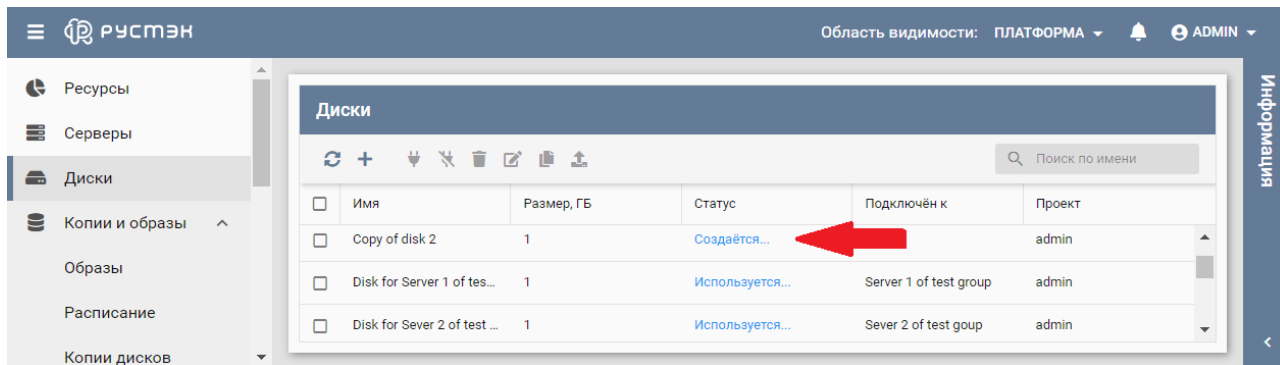 РУСТЭК
Область видимости: ПЛАТФОРМА
ADMIN
Ресурсы
Серверы
Диски
Копии и образы
Образы
Расписание
Копии дисков
Диски
Поиск по имени
Имя Размер, ГБ Статус Подключён к Проект
Copy of disk 2 1 Создаётся... admin
Disk for Server 1 of tes... 1 Используется... Server 1 of test group admin
Disk for Sever 2 of test ... 1 Используется... Sever 2 of test goup admin
Информация